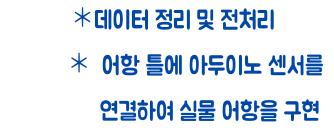 *데이터 정리 및 전처리
* 어항 틀에 아두이노 센서를
연결하여 실물 어항을 구현